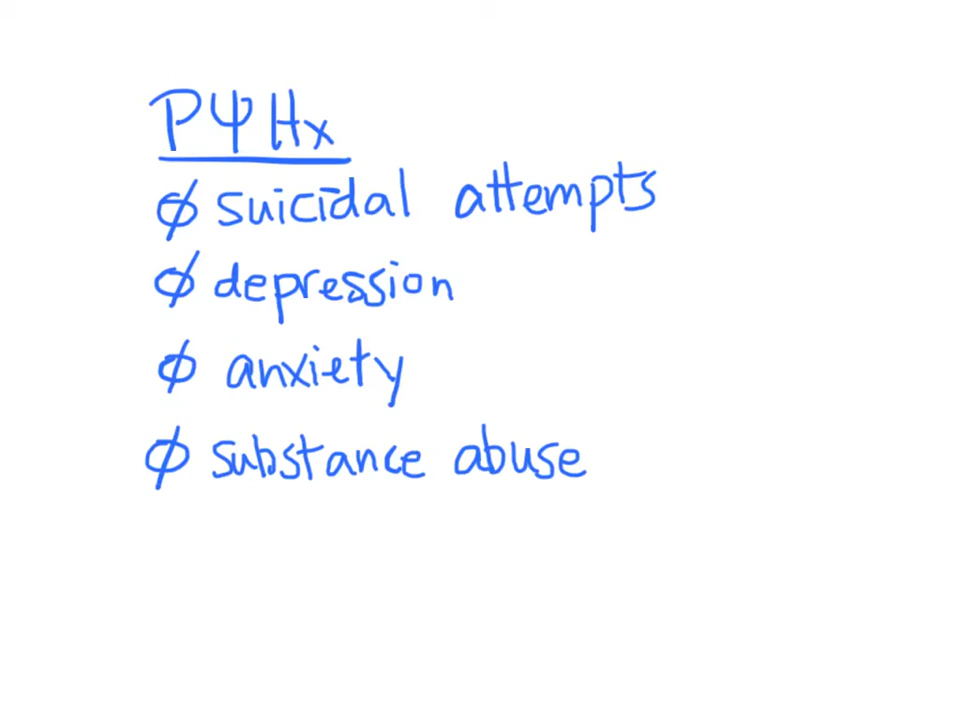 PΨHx
∅ suicidal attempts
∅ depression
∅ anxiety
∅ substance abuse